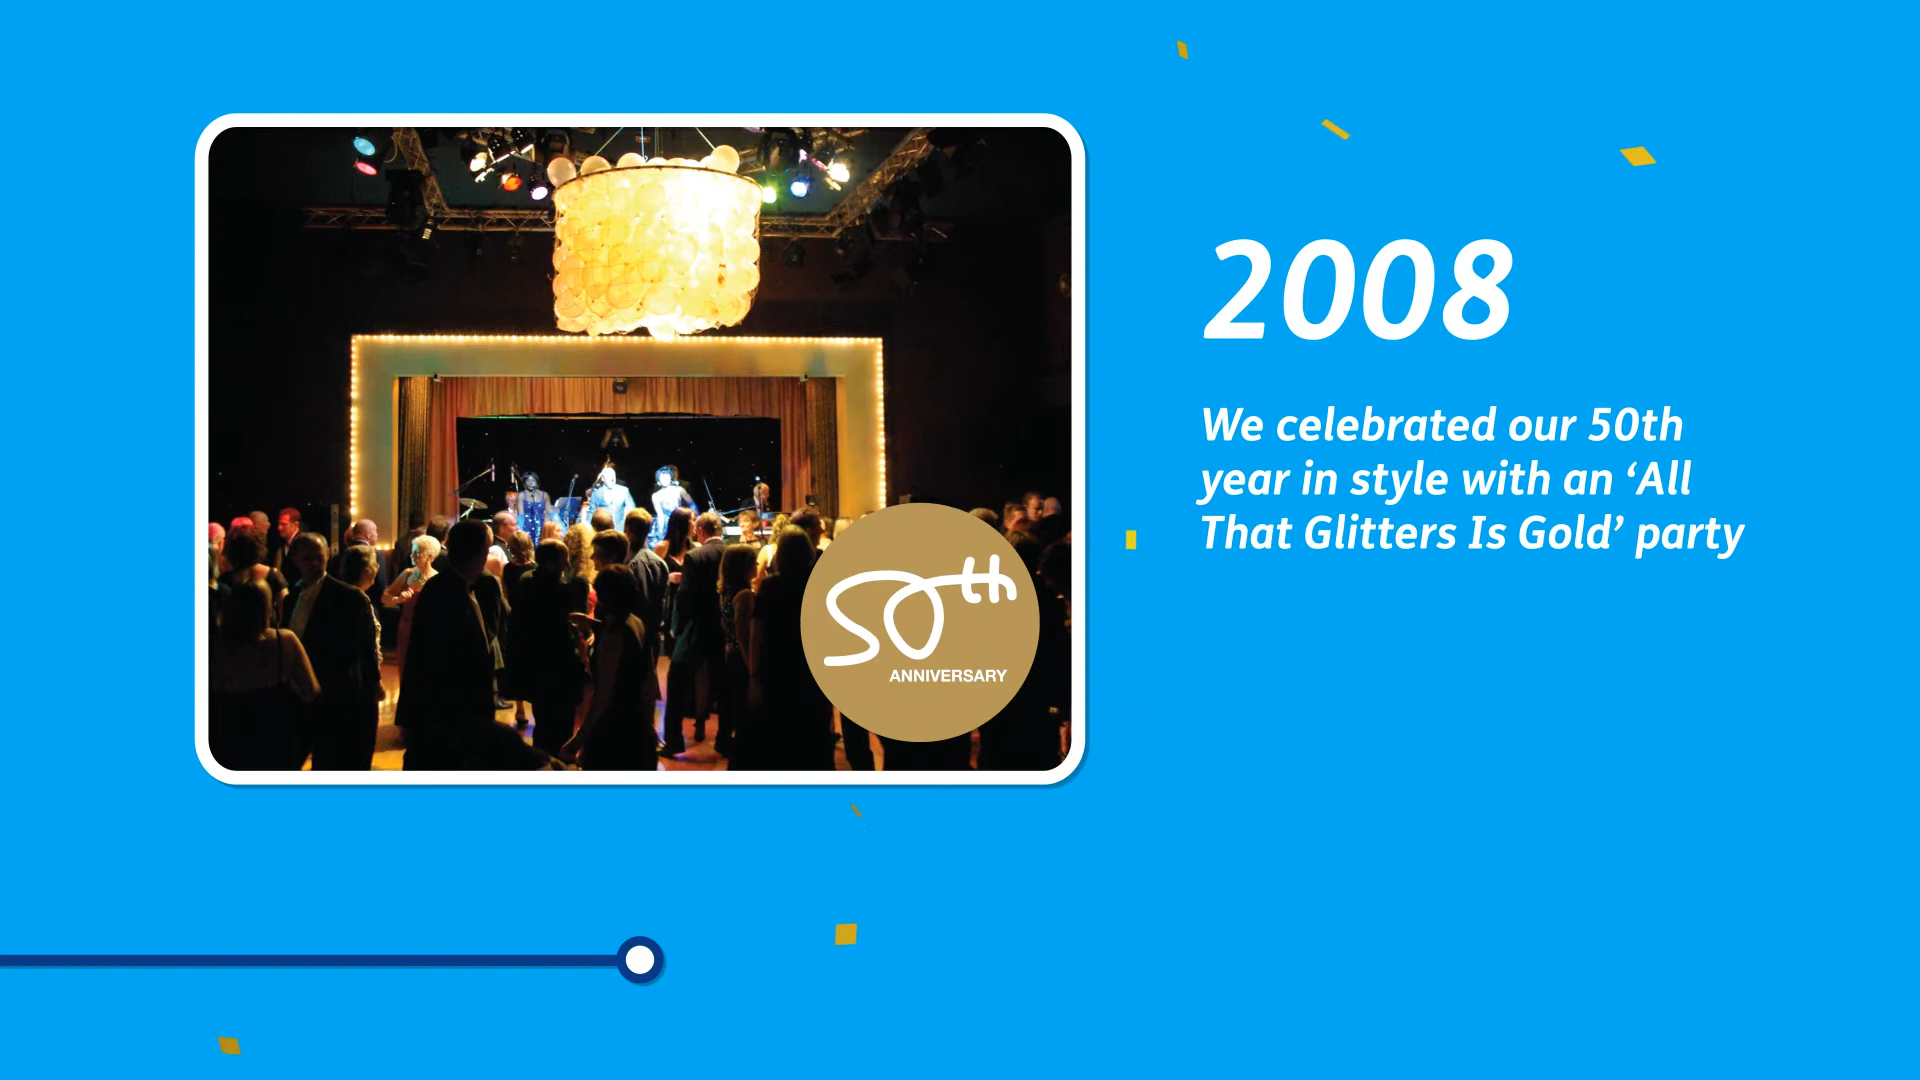 2008
We celebrated our 50th
year in style with an ‘All
That Glitters Is Gold’ party
50th
ANNIVERSARY